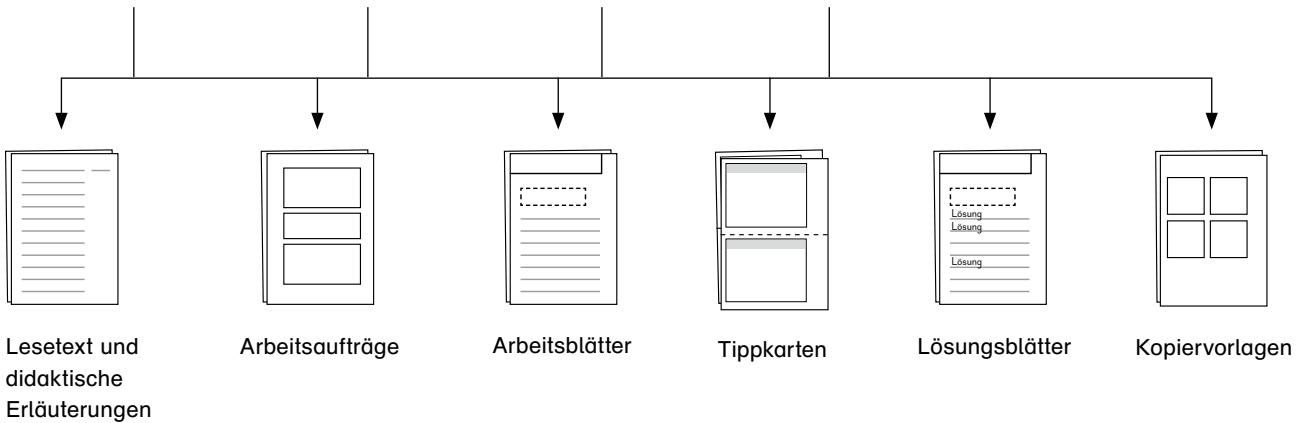 Lösung
Lösung
Lösung
Lesetext und
didaktische
Erläuterungen
Arbeitsaufträge
Arbeitsblätter
Tippkarten
Lösungsblätter
Kopiervorlagen